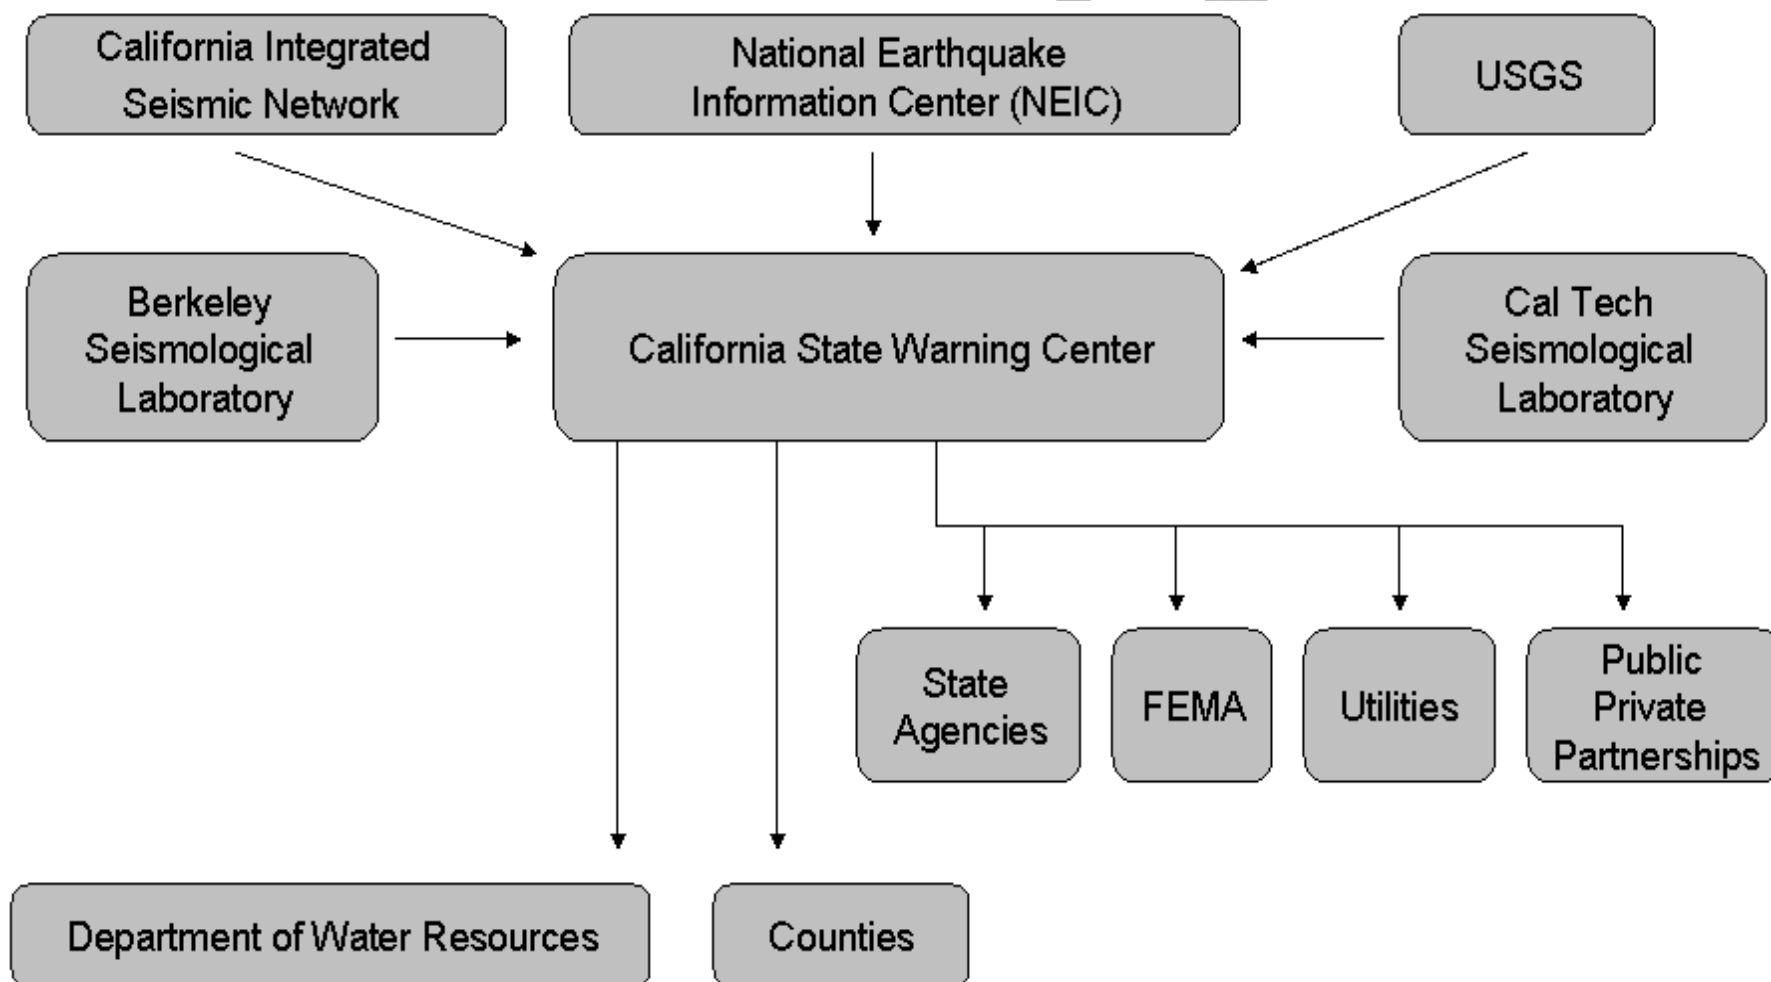 California Integrated
Seismic Network
National Earthquake
Information Center (NEIC)
USGS
Berkeley
Seismological
Laboratory
California State Warning Center
Cal Tech
Seismological
Laboratory
State
Agencies
FEMA
Utilities
Public
Private
Partnerships
Department of Water Resources
Counties